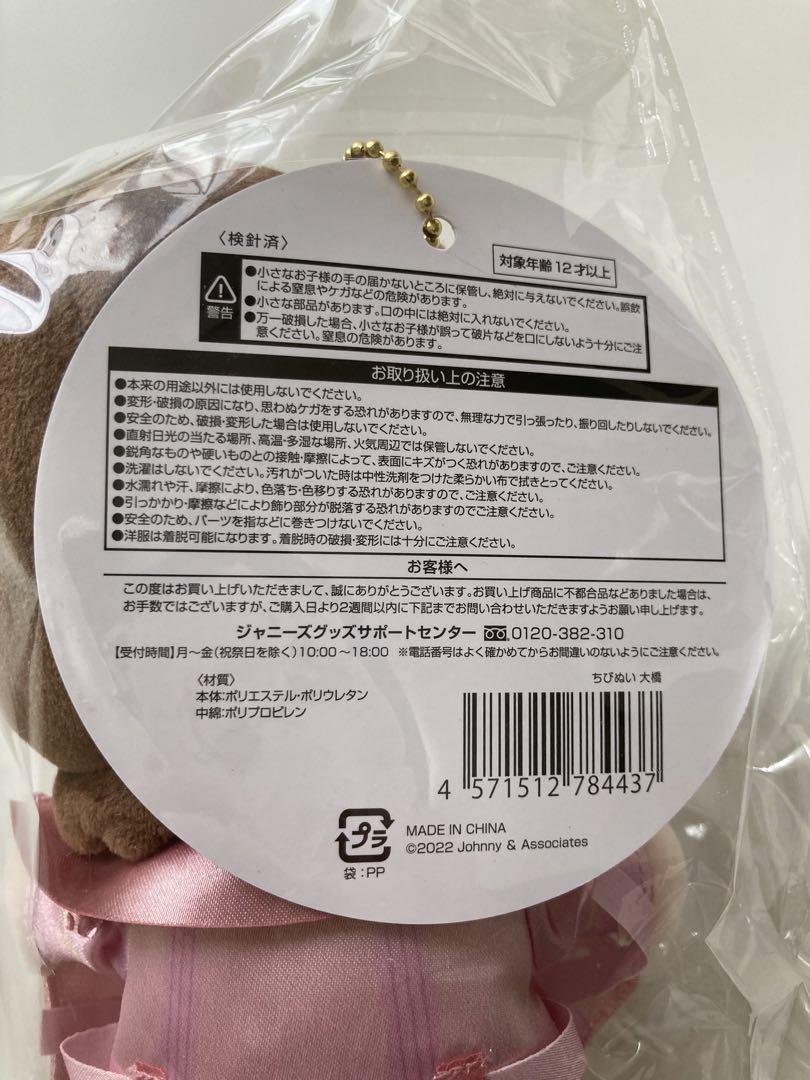 〈検針済〉
対象年齢12才以上
警告
●小さなお子様の手の届かないところに保管し、絶対に与えないでください。誤飲
による窒息やケガなどの危険があります。
●小さな部品があります。口の中には絶対に入れないでください。
●万一破損した場合、小さなお子様が誤って破片などを口にしないよう十分にご注
意ください。窒息の危険があります。
お取り扱い上の注意
●本来の用途以外には使用しないでください。
●変形・破損の原因になり、思わぬケガをする恐れがありますので、無理な力で引っ張ったり、振り回したりしないでください。
●安全のため、破損・変形した場合は使用しないでください。
●直射日光の当たる場所、高温・多湿な場所、火気周辺では保管しないでください。
●鋭角なものや硬いものとの接触・摩擦によって、表面にキズがつく恐れがありますので、ご注意ください。
●洗濯はしないでください。汚れがついた時は中性洗剤をつけた柔らかい布で拭きとってください。
●水濡れや汗、摩擦により、色落ち・色移りする恐れがありますので、ご注意ください。
●引っかかり・摩擦などにより飾り部分が脱落する恐れがありますのでご注意ください。
●安全のため、パーツを指などに巻きつけないでください。
●洋服は着脱可能になります。着脱時の破損・変形には十分にご注意ください。
お客様へ
この度はお買い上げいただきまして、誠にありがとうございます。お買い上げ商品に不都合品などありました場合は、
お手数ではございますが、ご購入日より2週間以内に下記までお問い合わせいただきますようお願い申し上げます。
ジャニーズグッズサポートセンター 0120-382-310
【受付時間】月～金(祝祭日を除く)10:00～18:00 ※電話番号はよく確かめてからお間違いのないようにご注意ください。
〈材質〉
本体:ポリエステル・ポリウレタン
中綿:ポリプロピレン
ちびぬい 大橋
4 571512 784437
プラ
袋:PP
MADE IN CHINA
©2022 Johnny & Associates